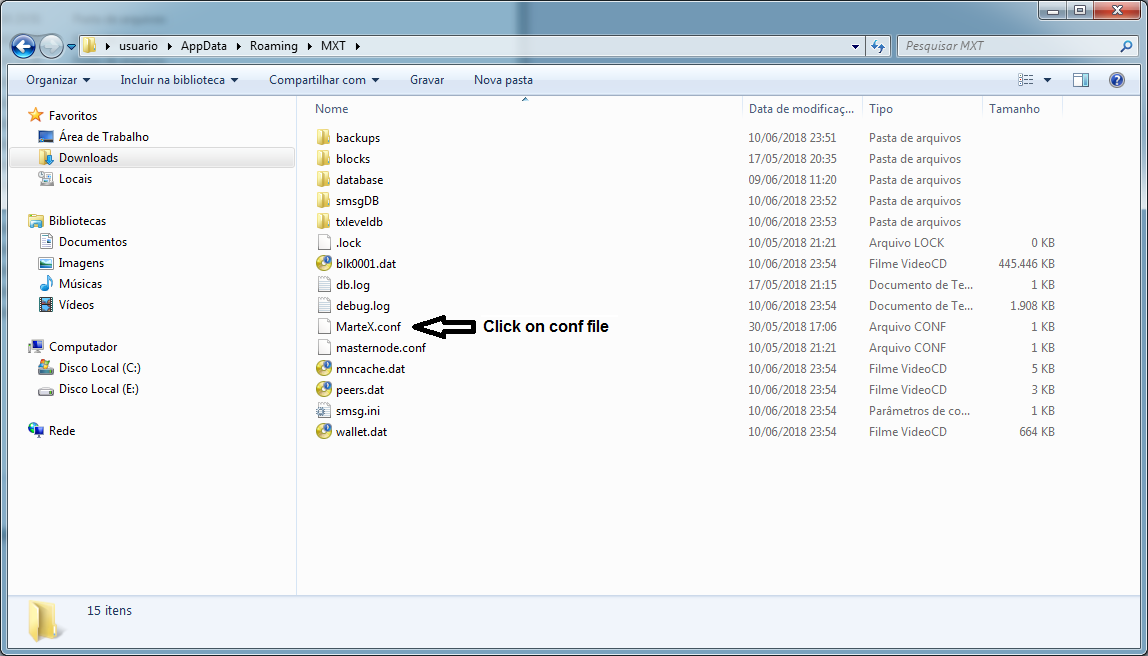 usuario AppData Roaming MXT
Pesquisar MXT
Organizar Incluir na biblioteca Compartilhar com Gravar Nova pasta
Favoritos
Área de Trabalho
Downloads
Locais
Bibliotecas
Documentos
Imagens
Músicas
Vídeos
Computador
Disco Local (C:)
Disco Local (E:)
Rede
Nome Data de modificaç... Tipo Tamanho
backups 10/06/2018 23:51 Pasta de arquivos
blocks 17/05/2018 20:35 Pasta de arquivos
database 09/06/2018 11:20 Pasta de arquivos
smsgDB 10/06/2018 23:52 Pasta de arquivos
txleveldb 10/06/2018 23:53 Pasta de arquivos
.lock 10/05/2018 21:21 Arquivo LOCK 0 KB
blk0001.dat 10/06/2018 23:54 Filme VideoCD 445.446 KB
db.log 17/05/2018 21:15 Documento de Te... 1 KB
debug.log 10/06/2018 23:54 Documento de Te... 1.908 KB
MarteX.conf Click on conf file 30/05/2018 17:06 Arquivo CONF 1 KB
masternode.conf 10/05/2018 21:21 Arquivo CONF 1 KB
mncache.dat 10/06/2018 23:54 Filme VideoCD 5 KB
peers.dat 10/06/2018 23:54 Filme VideoCD 3 KB
smsg.ini 10/06/2018 23:54 Parâmetros de co... 1 KB
wallet.dat 10/06/2018 23:54 Filme VideoCD 664 KB
15 itens